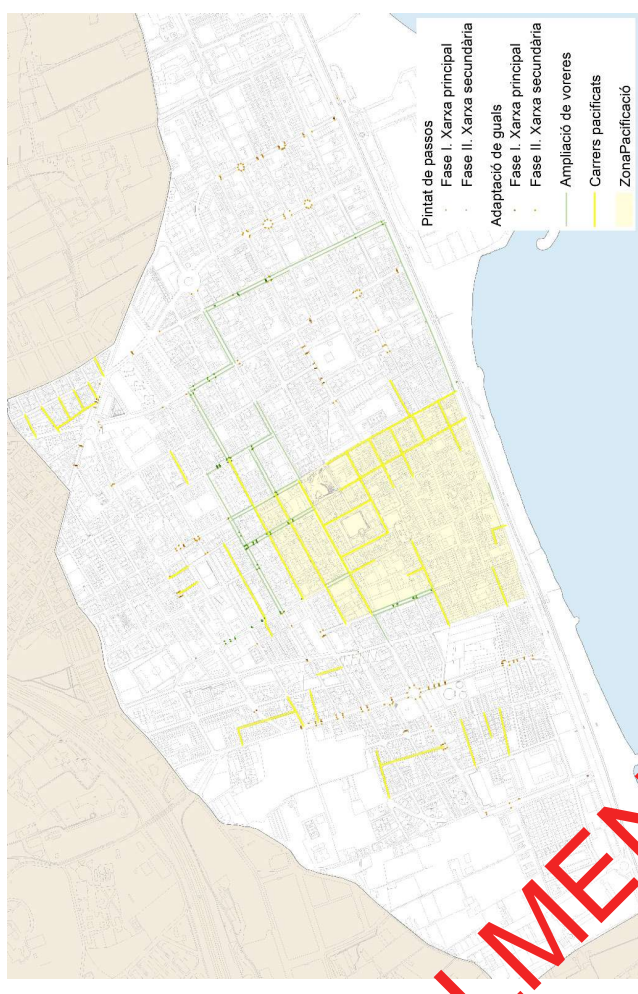 Pintat de passos
Fase I. Xarxa principal
Fase II. Xarxa secundària
Adaptació de guals
Fase I. Xarxa principal
Fase II. Xarxa secundària
Ampliació de voreres
Carrers pacificats
ZonaPacificació
LMEN